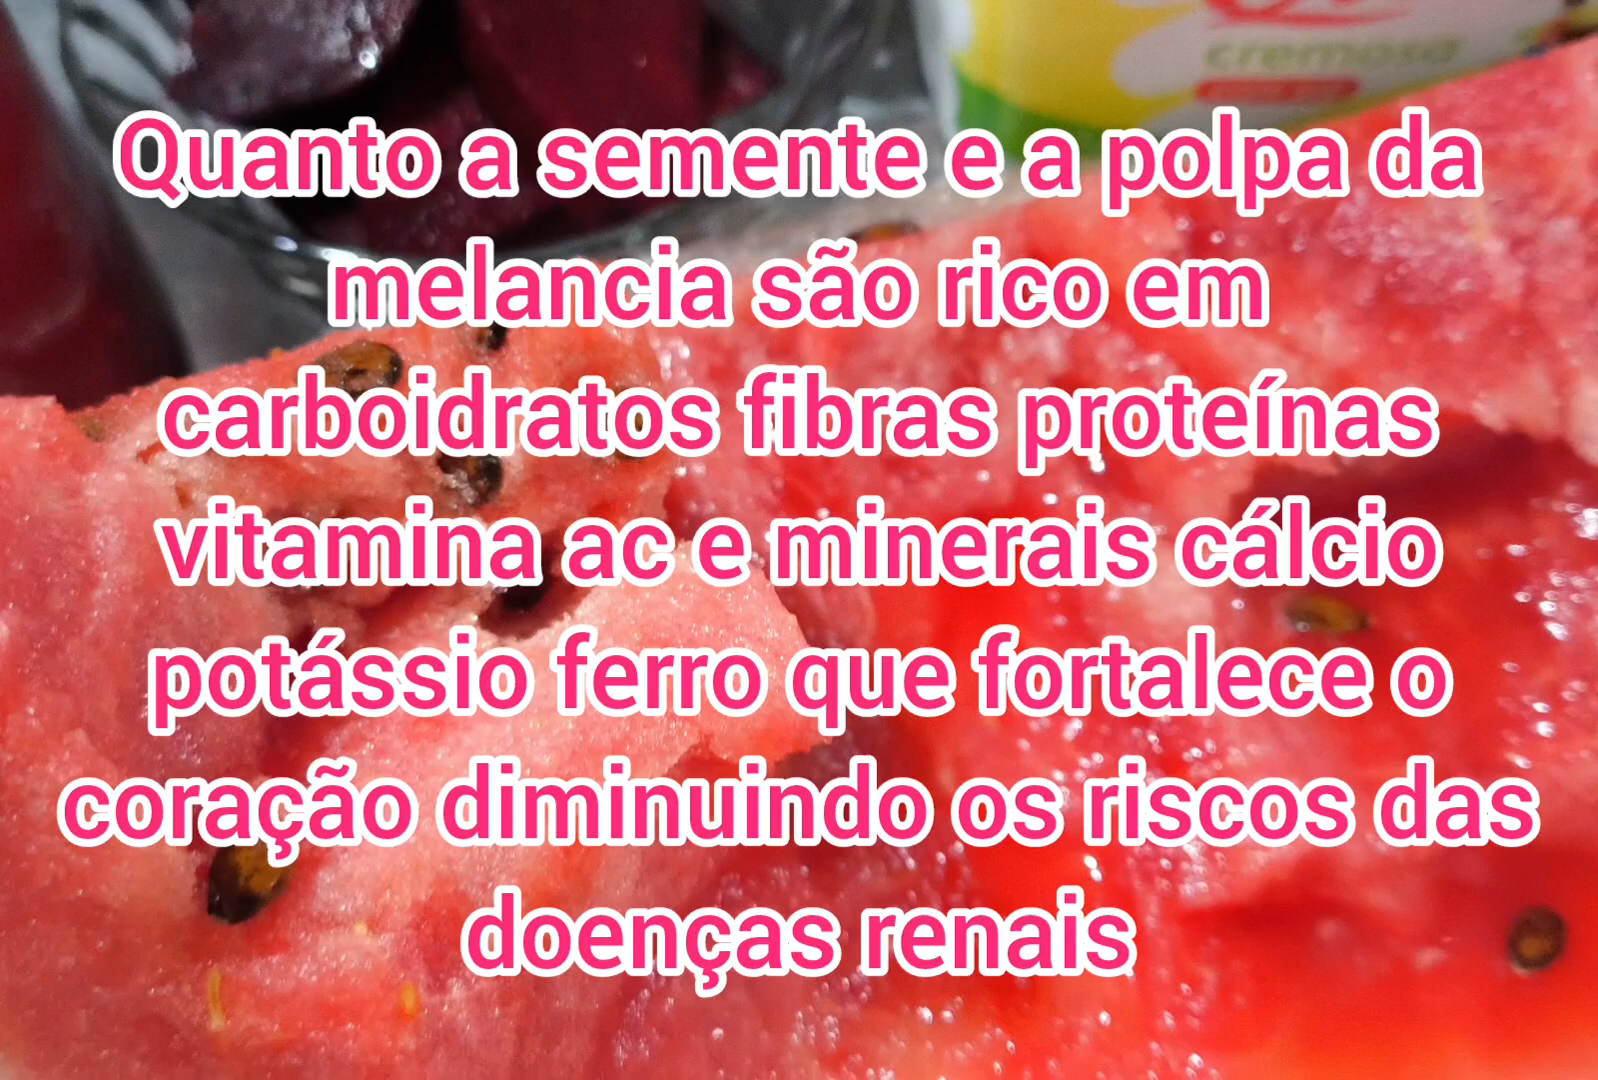 cremosa
Quanto a semente e a polpa da
melancia são rico em
carboidratos fibras proteínas
vitamina ac e minerais cálcio
potássio ferro que fortalece o
coração diminuindo os riscos das
doenças renais